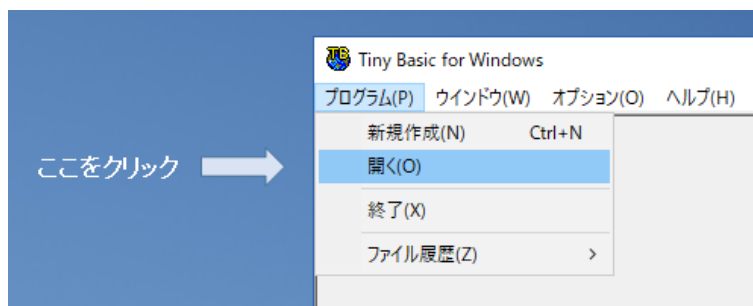 Tiny Basic for Windows
プログラム(P) ウインドウ(W) オプション(O) ヘルプ(H)
新規作成(N) Ctrl+N
開く(O)
ここをクリック
終了(X)
ファイル履歴(Z)